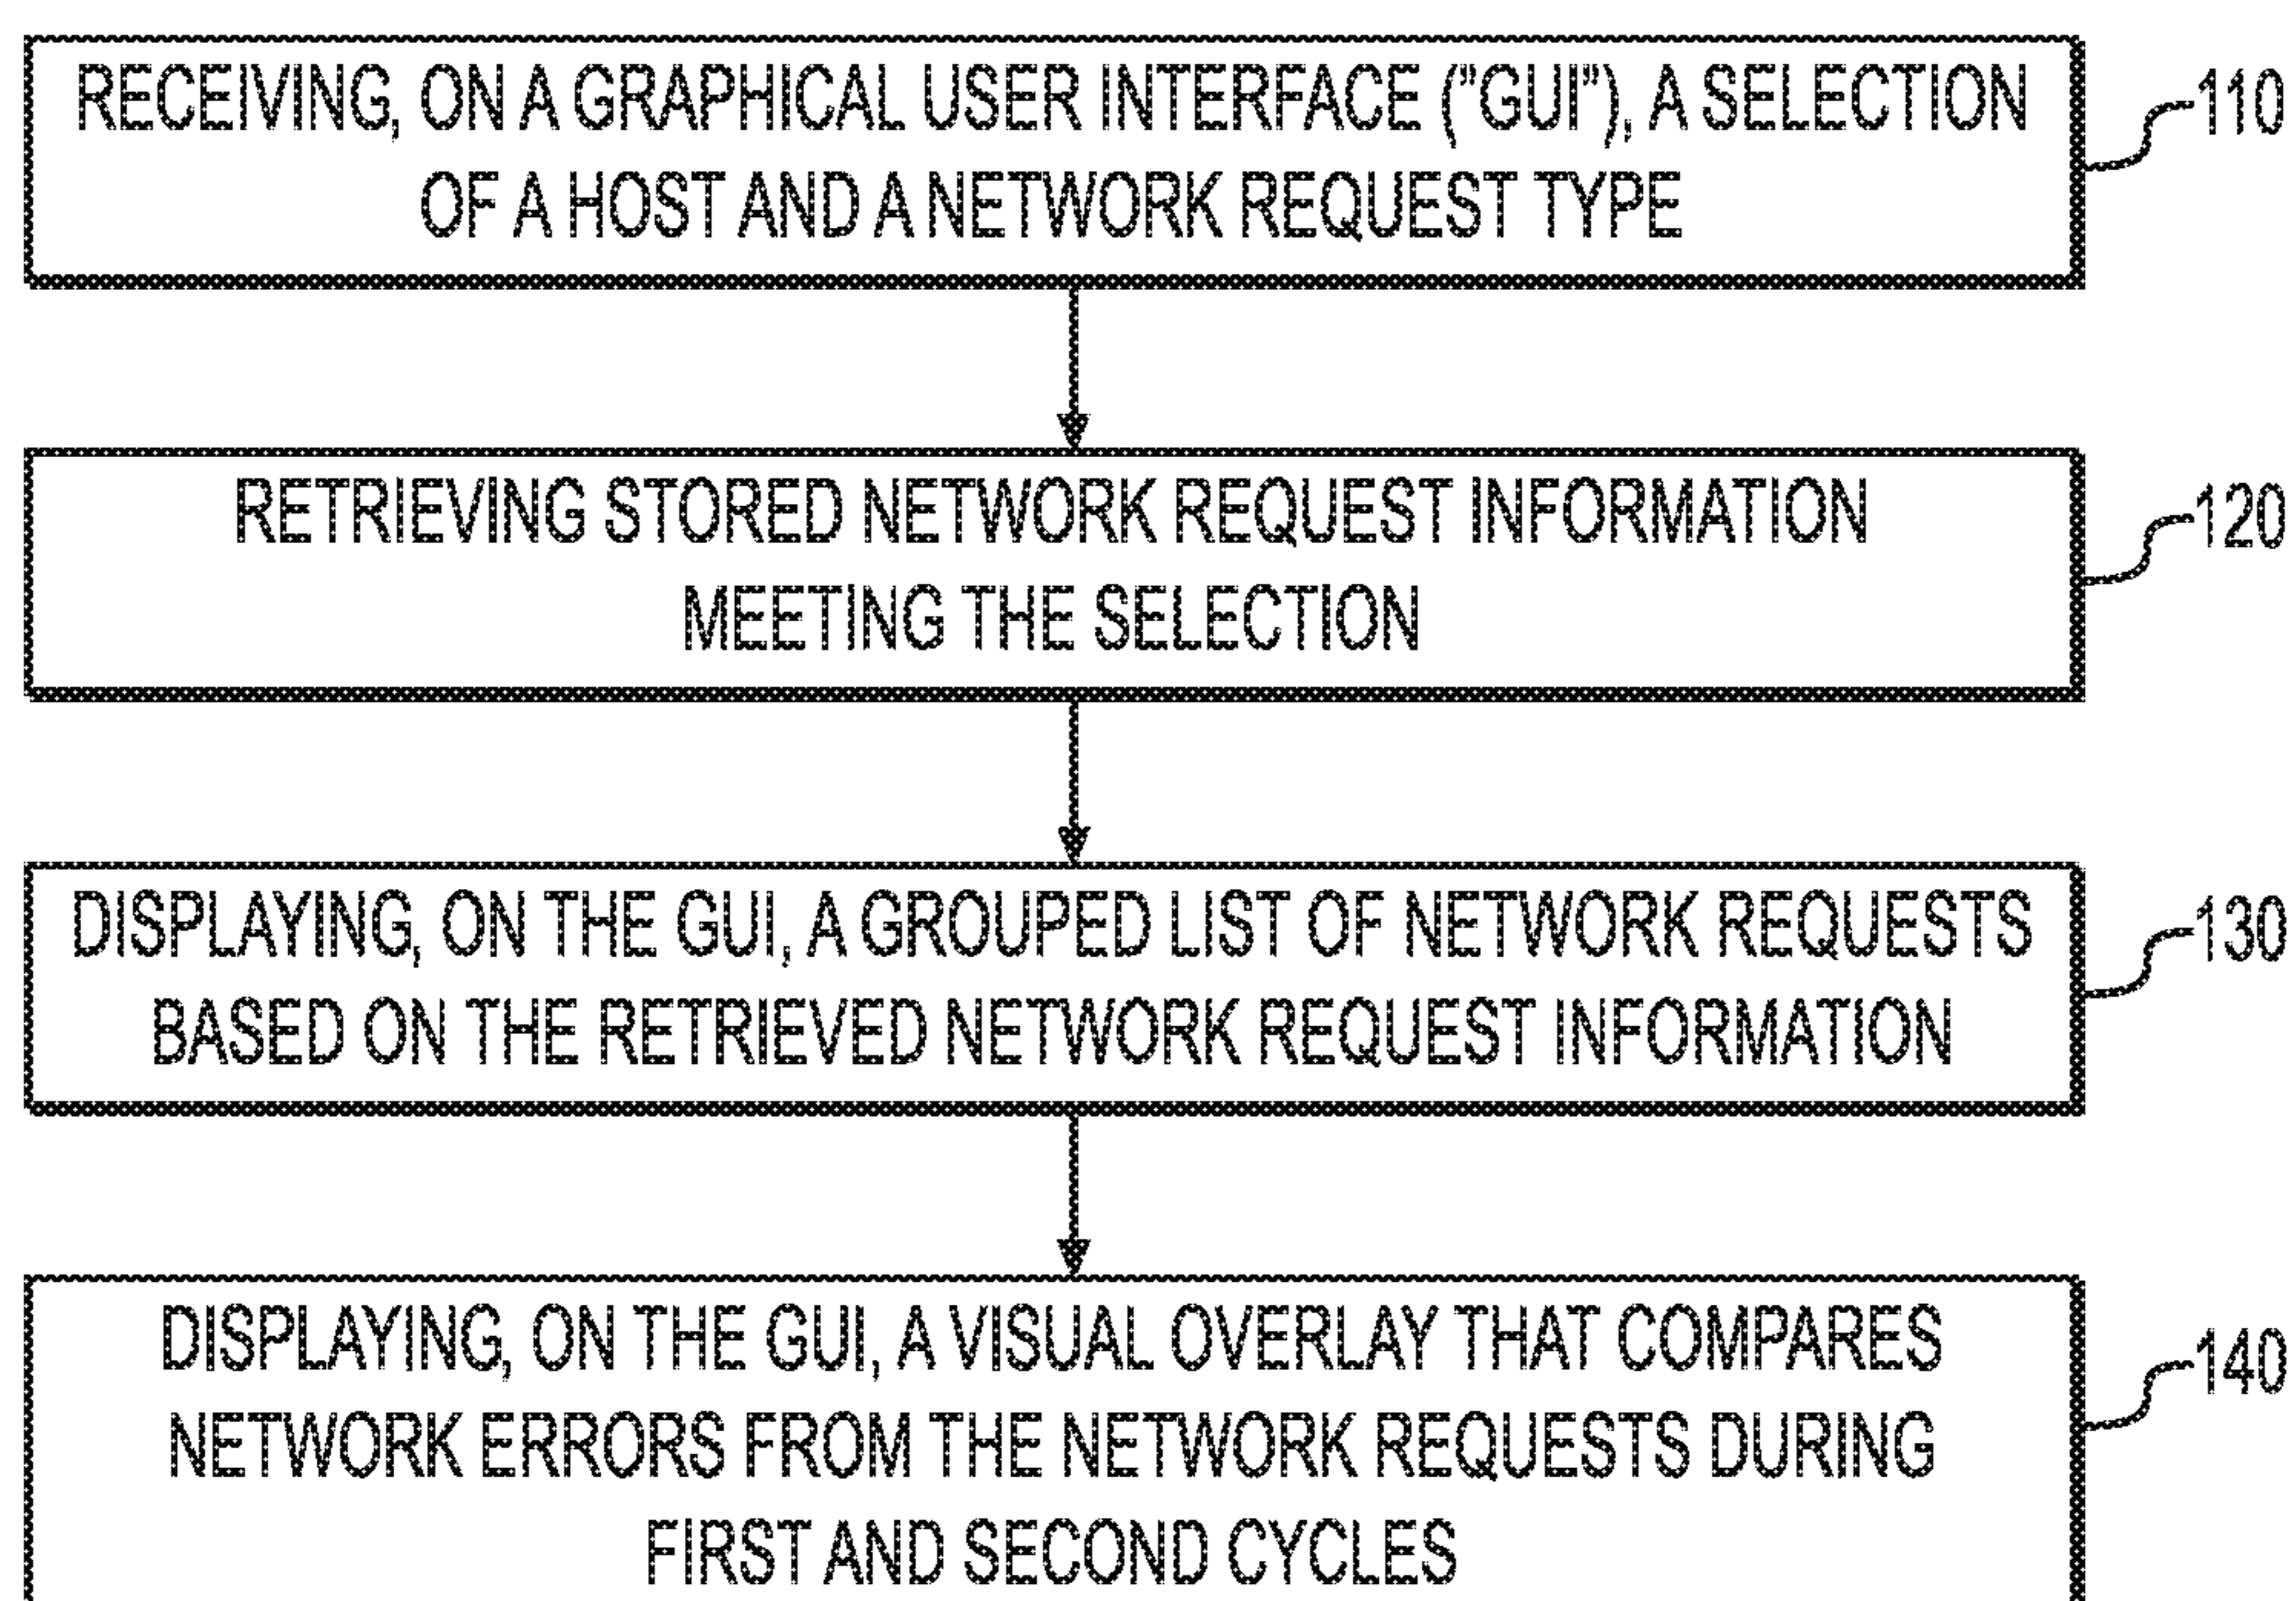 RECEIVING, ON A GRAPHICAL USER INTERFACE ("GUI"), A SELECTION
OF A HOST AND A NETWORK REQUEST TYPE
110
RETRIEVING STORED NETWORK REQUEST INFORMATION
MEETING THE SELECTION
120
DISPLAYING, ON THE GUI, A GROUPED LIST OF NETWORK REQUESTS
BASED ON THE RETRIEVED NETWORK REQUEST INFORMATION
130
DISPLAYING, ON THE GUI, A VISUAL OVERLAY THAT COMPARES
NETWORK ERRORS FROM THE NETWORK REQUESTS DURING
FIRST AND SECOND CYCLES
140